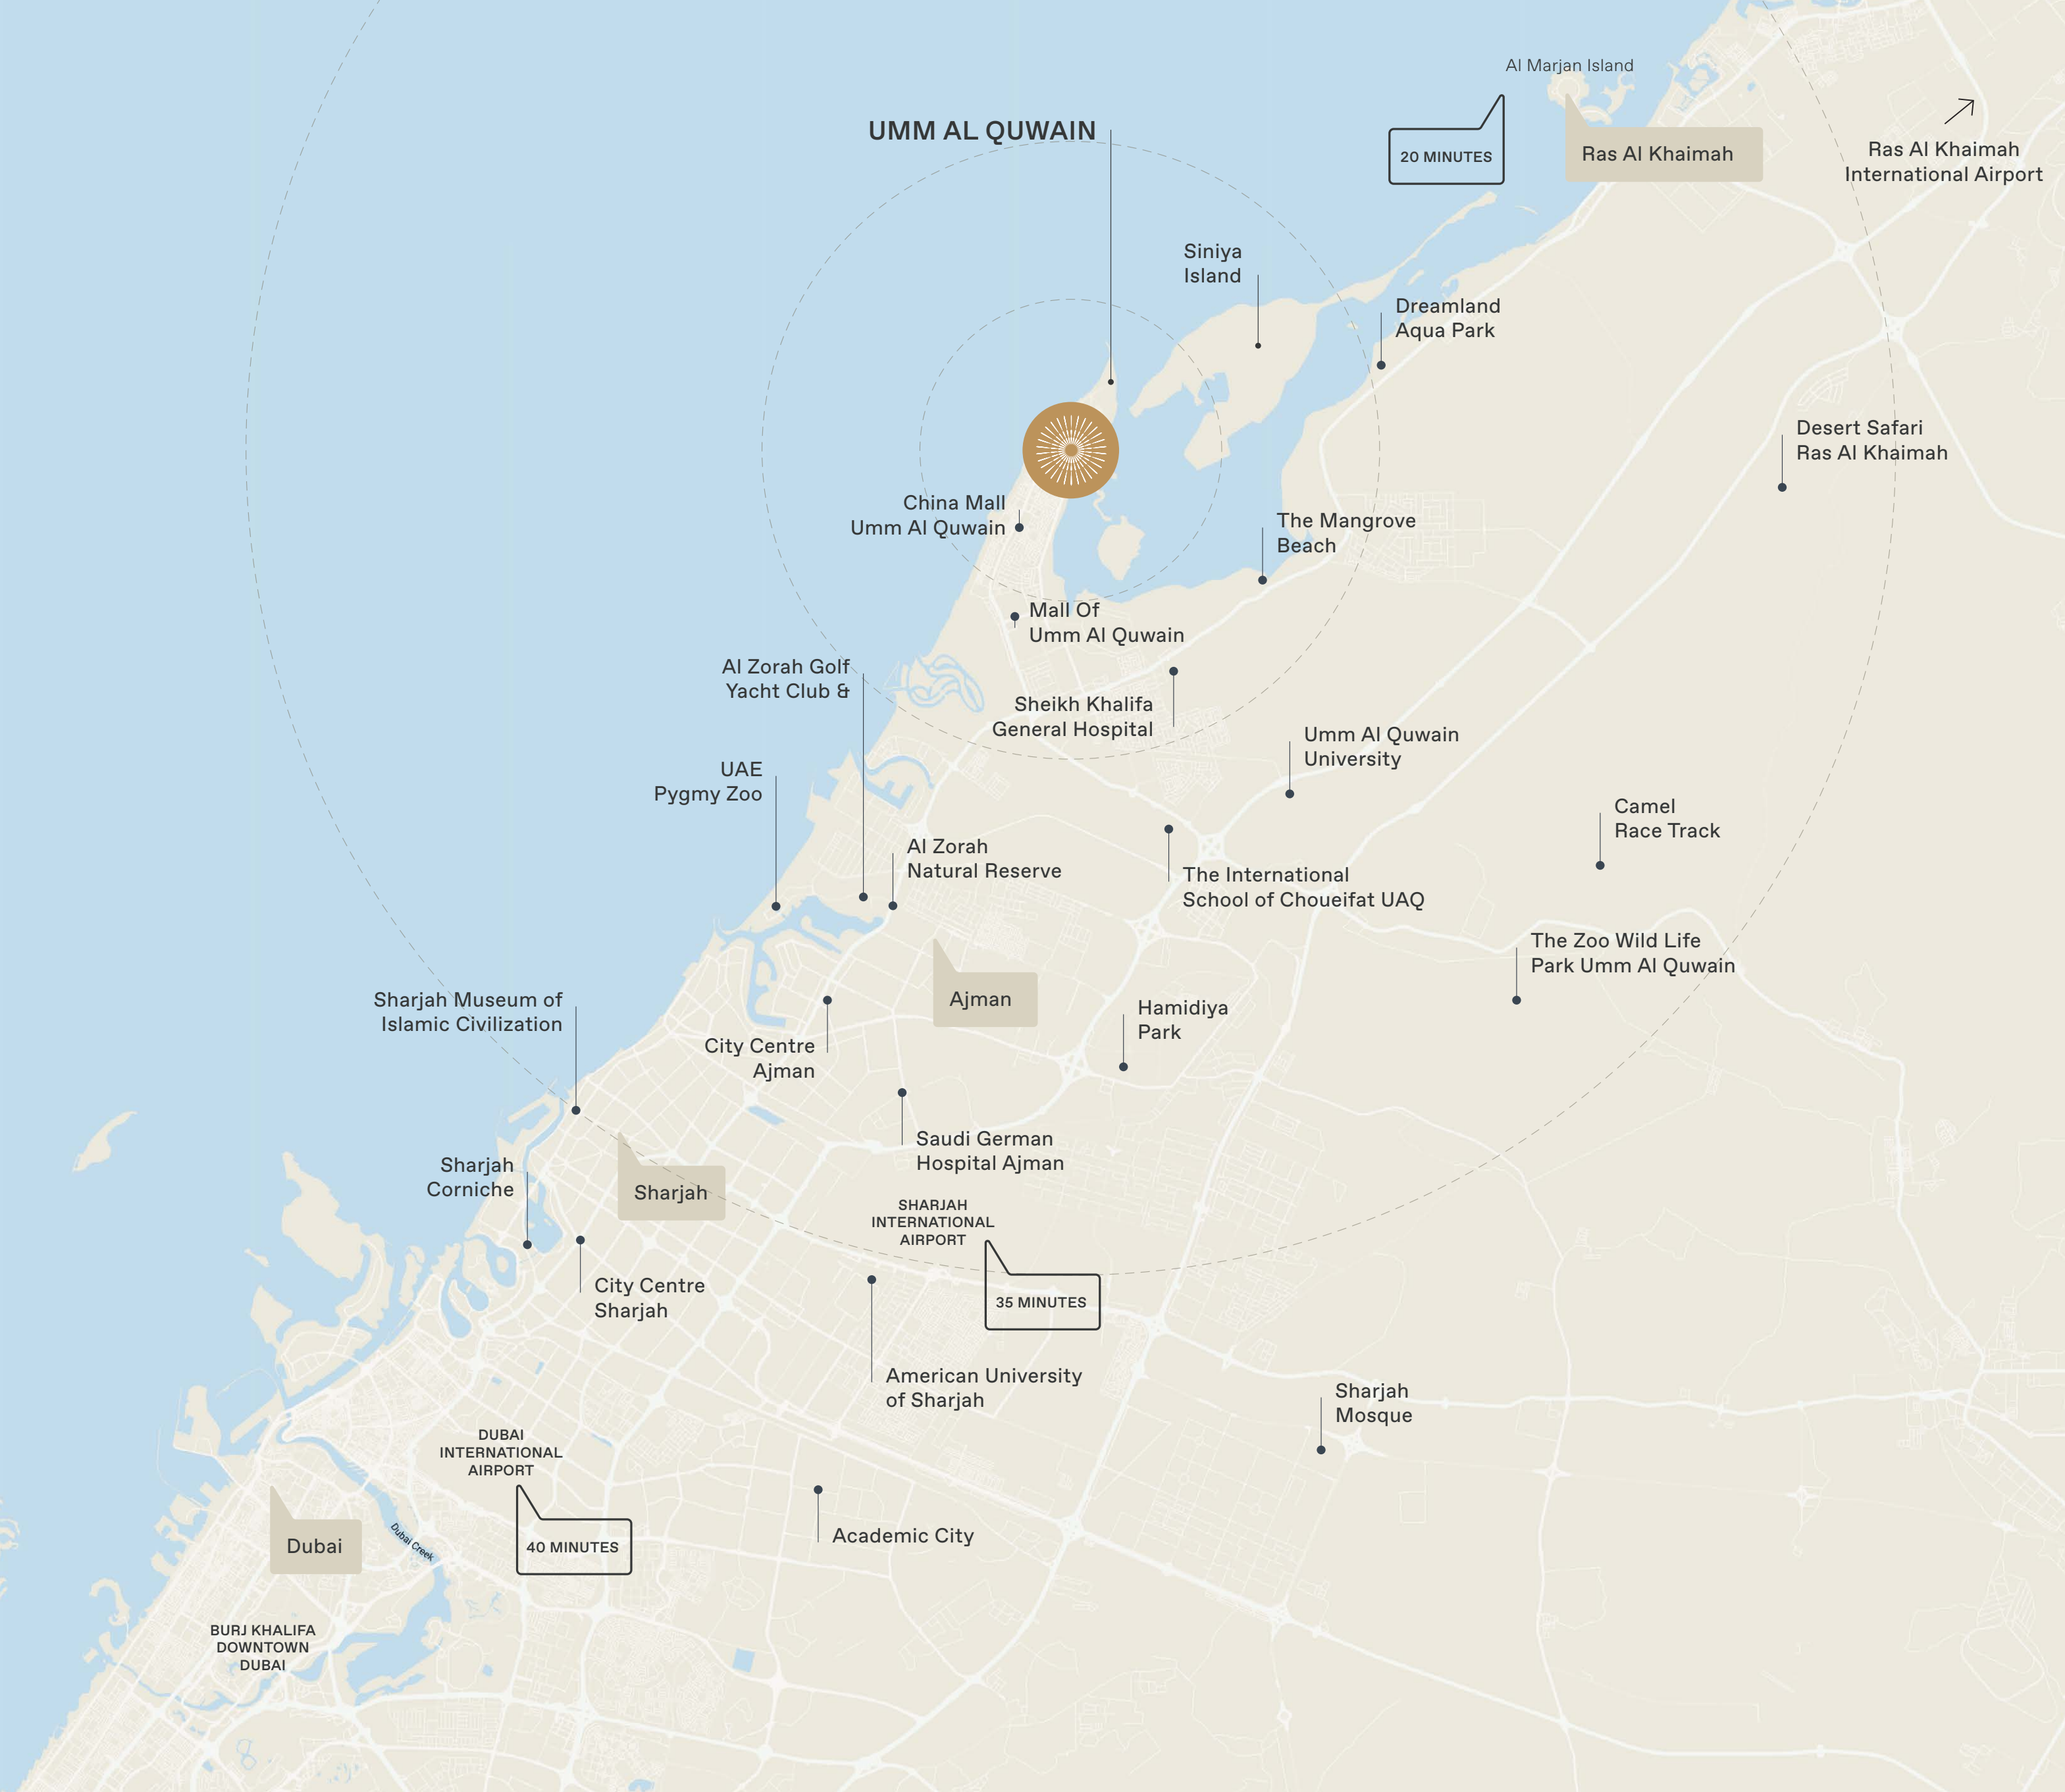 Al Marjan Island
UMM AL QUWAIN
20 MINUTES
Ras Al Khaimah
Ras Al Khaimah
International Airport
Siniya
Island
Dreamland
Aqua Park
Desert Safari
Ras Al Khaimah
China Mall
Umm Al Quwain
The Mangrove
Beach
Mall Of
Umm Al Quwain
Al Zorah Golf
Yacht Club &
Sheikh Khalifa
General Hospital
Umm Al Quwain
University
UAE
Pygmy Zoo
Camel
Race Track
Al Zorah
Natural Reserve
The International
School of Choueifat UAQ
The Zoo Wild Life
Park Umm Al Quwain
Ajman
Sharjah Museum of
Islamic Civilization
Hamidiya
Park
City Centre
Ajman
Saudi German
Hospital Ajman
Sharjah
Corniche
Sharjah
SHARJAH
INTERNATIONAL
AIRPORT
City Centre
Sharjah
35 MINUTES
American University
of Sharjah
Sharjah
Mosque
DUBAI
INTERNATIONAL
AIRPORT
Academic City
Dubai
Dubai Creek
40 MINUTES
BURJ KHALIFA
DOWNTOWN
DUBAI